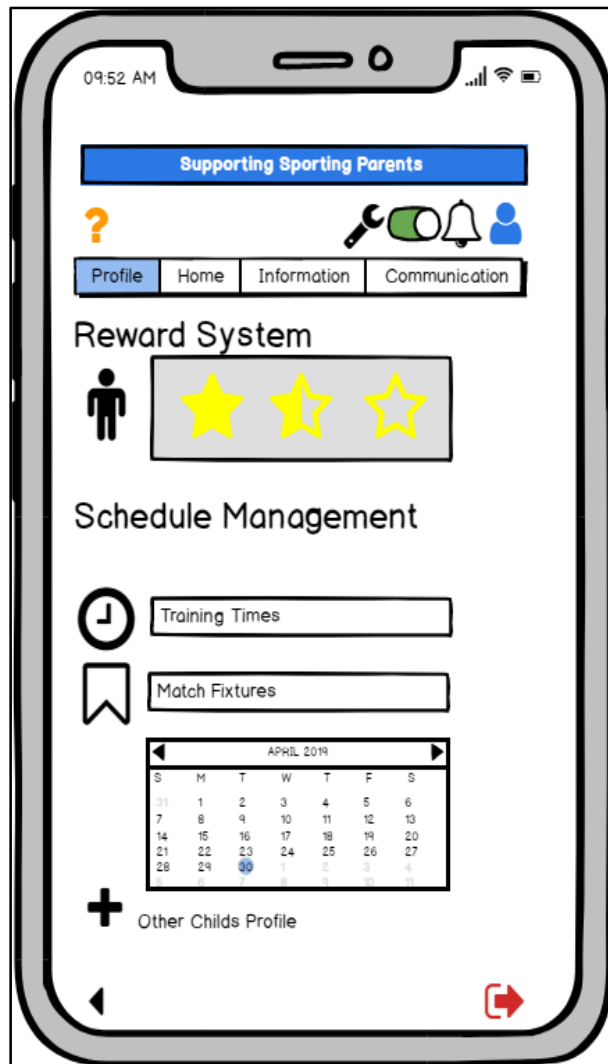 09:52 AM
Supporting Sporting Parents
?
Profile Home Information Communication
Reward System
Schedule Management
Training Times
Match Fixtures
APRIL 2019
S M T W T F S
31 1 2 3 4 5 6
7 8 9 10 11 12 13
14 15 16 17 18 19 20
21 22 23 24 25 26 27
28 29 30 1 2 3 4
5 6 7 8 9 10 11
Other Childs Profile